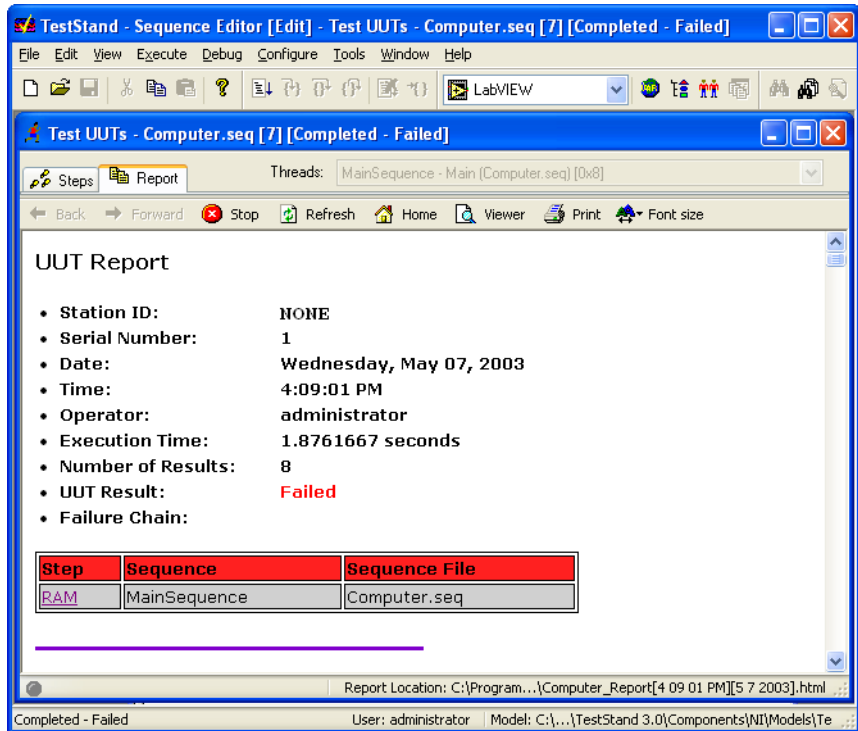 TestStand - Sequence Editor [Edit] - Test UUTs - Computer.seq [7] [Completed - Failed]
File Edit View Execute Debug Configure Tools Window Help
LabVIEW
Test UUTs - Computer.seq [7] [Completed - Failed]
Steps Report Threads: MainSequence - Main (Computer.seq) [0x8]
Back Forward Stop Refresh Home Viewer Print Font size
UUT Report
• Station ID: NONE
• Serial Number: 1
• Date: Wednesday, May 07, 2003
• Time: 4:09:01 PM
• Operator: administrator
• Execution Time: 1.8761667 seconds
• Number of Results: 8
• UUT Result: Failed
• Failure Chain:
Step Sequence Sequence File
RAM MainSequence Computer.seq
Report Location: C:\Program...\Computer_Report[4 09 01 PM][5 7 2003].html
Completed - Failed User: administrator Model: C:\...\TestStand 3.0\Components\NI\Models\Te